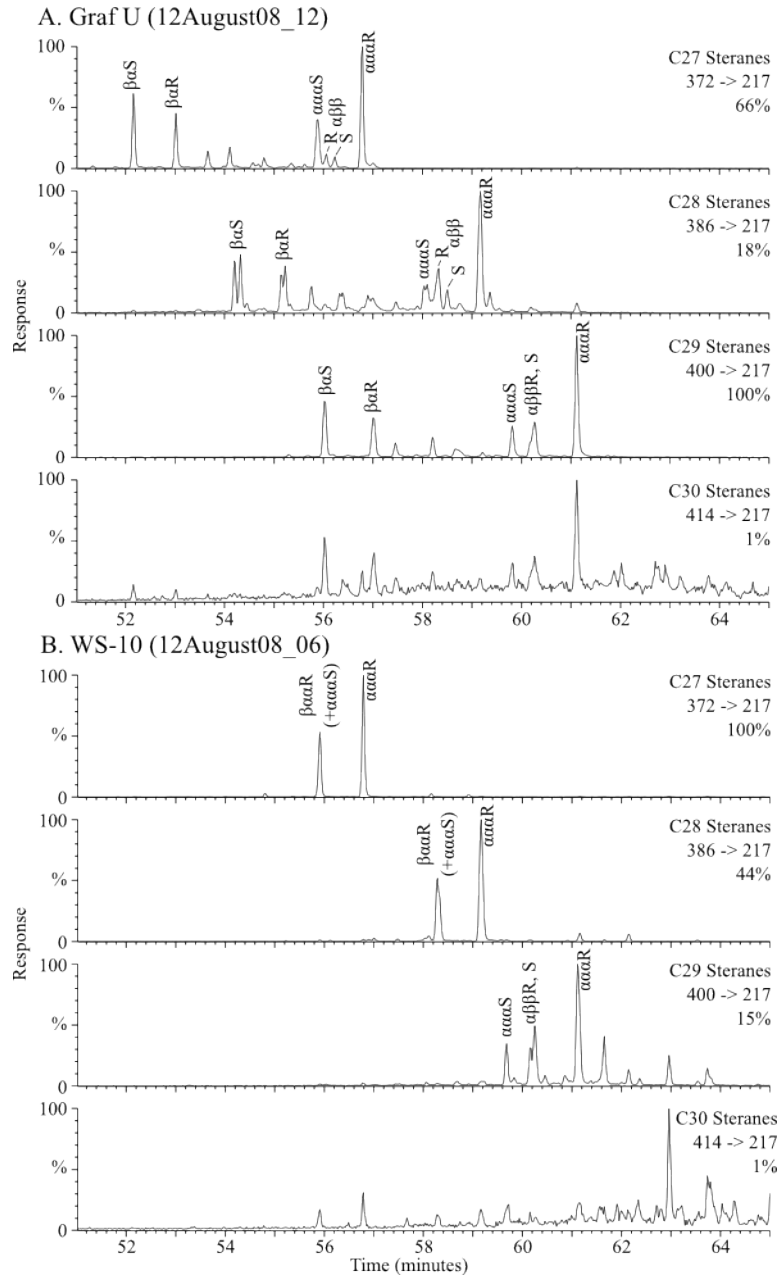 A. Graf U (12August08_12)
100
%
0
βαS
βαR
αααS
R
αββ
S
αααR
C27 Steranes
372 -> 217
66%
100
%
0
βαS
βαR
αααS
R
αββ
S
αααR
C28 Steranes
386 -> 217
18%
Response
100
%
0
βαS
βαR
αααS
αββR, S
αααR
C29 Steranes
400 -> 217
100%
100
%
0
C30 Steranes
414 -> 217
1%
52 54 56 58 60 62 64
B. WS-10 (12August08_06)
100
%
0
βααR
(+αααS)
αααR
C27 Steranes
372 -> 217
100%
100
%
0
βααR
(+αααS)
αααR
C28 Steranes
386 -> 217
44%
Response
100
%
0
αααS
αββR, S
αααR
C29 Steranes
400 -> 217
15%
100
%
0
C30 Steranes
414 -> 217
1%
52 54 56 58 60 62 64
Time (minutes)